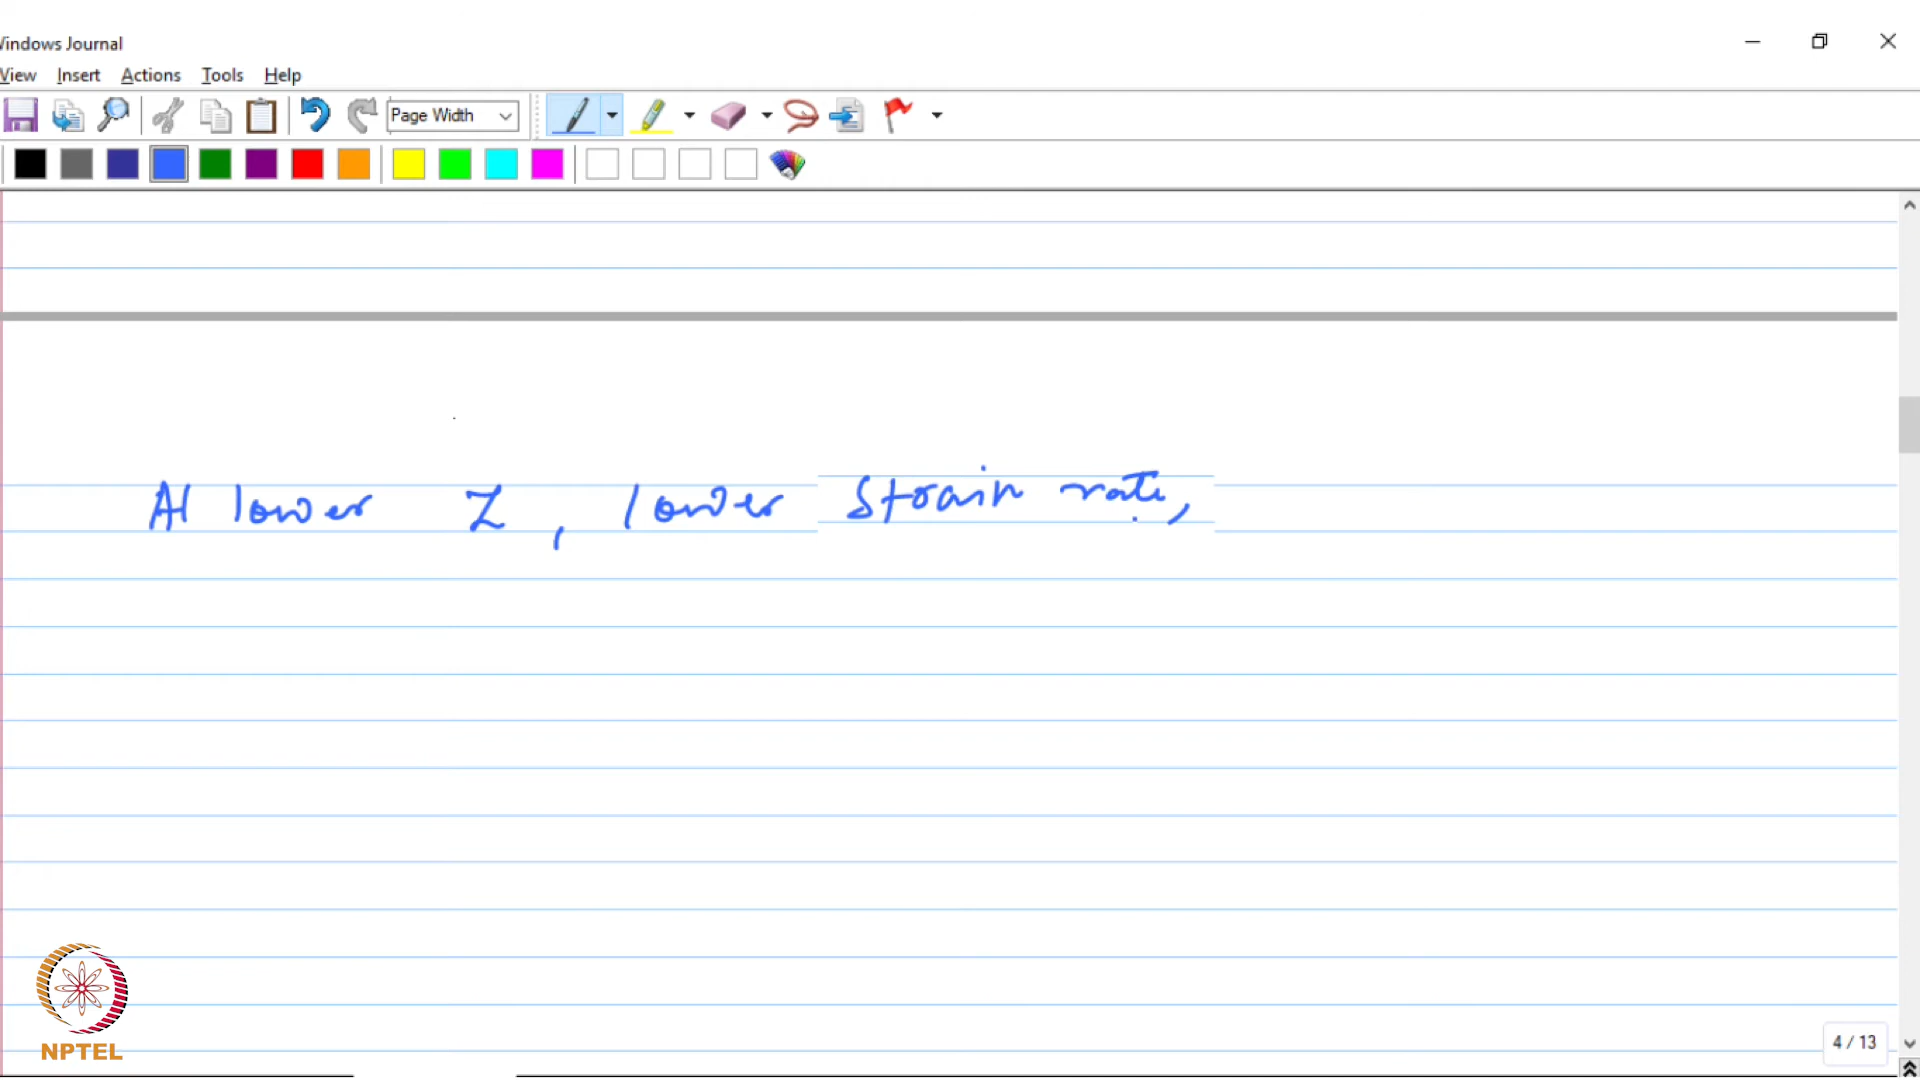 Windows Journal
View Insert Actions Tools Help
Page Width
At lower Z, lower strain rate,
NPTEL
4 / 13